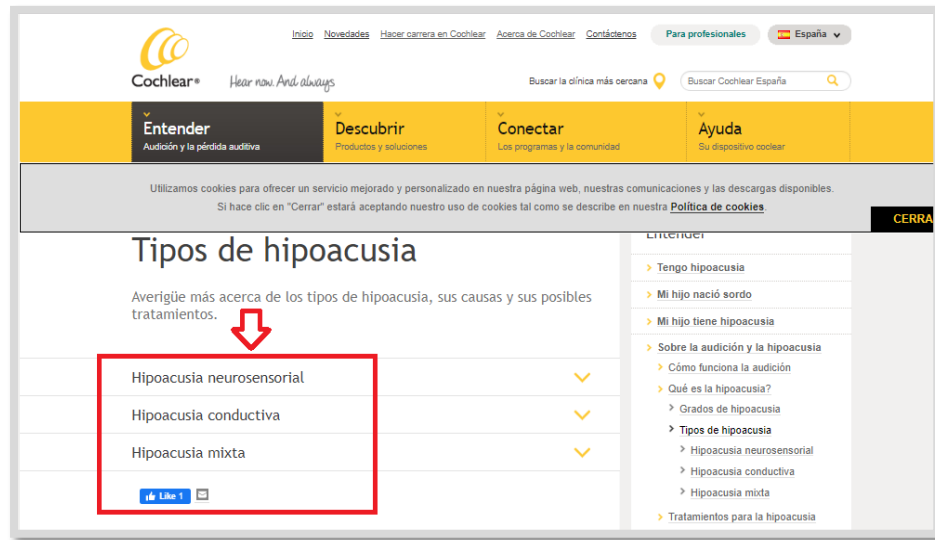 Inicio Novedades Hacer carrera en Cochlear Acerca de Cochlear Contáctenos Para profesionales España
Cochlear® Hear now. And always
Buscar la clínica más cercana Buscar Cochlear España
Entender Descubrir Conectar Ayuda
Audición y la pérdida auditiva Productos y soluciones Los programas y la comunidad Su dispositivo coclear
Utilizamos cookies para ofrecer un servicio mejorado y personalizado en nuestra página web, nuestras comunicaciones y las descargas disponibles.
Si hace clic en "Cerrar" estará aceptando nuestro uso de cookies tal como se describe en nuestra Política de cookies.
CERRA
Tipos de hipoacusia
Averigüe más acerca de los tipos de hipoacusia, sus causas y sus posibles
tratamientos.
Hipoacusia neurosensorial
Hipoacusia conductiva
Hipoacusia mixta
Like 1
Entender
Tengo hipoacusia
Mi hijo nació sordo
Mi hijo tiene hipoacusia
Sobre la audición y la hipoacusia
Cómo funciona la audición
Qué es la hipoacusia?
Grados de hipoacusia
Tipos de hipoacusia
Hipoacusia neurosensorial
Hipoacusia conductiva
Hipoacusia mixta
Tratamientos para la hipoacusia